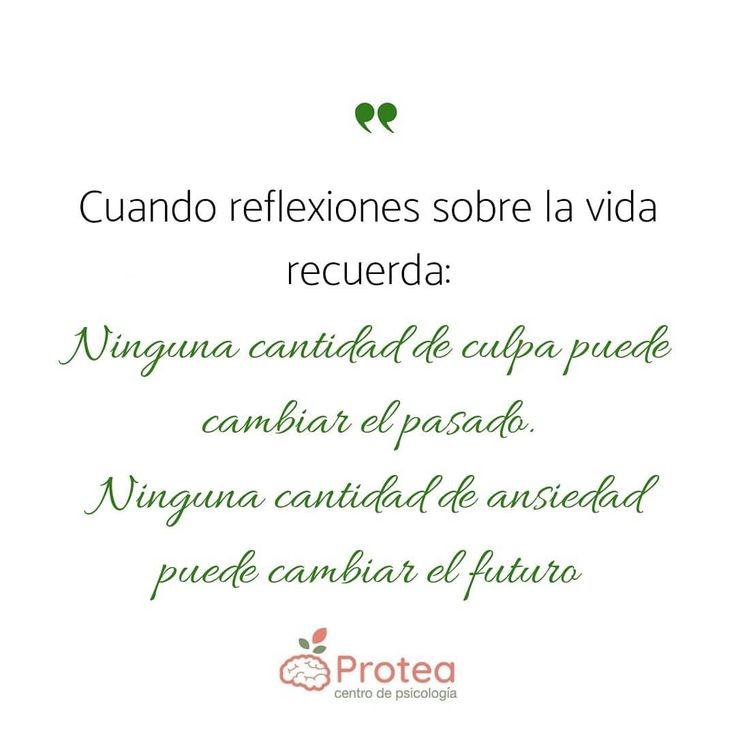 ❞
Cuando reflexiones sobre la vida
recuerda:
Ninguna cantidad de culpa puede
cambiar el pasado.
Ninguna cantidad de ansiedad
puede cambiar el futuro
Protea
centro de psicología